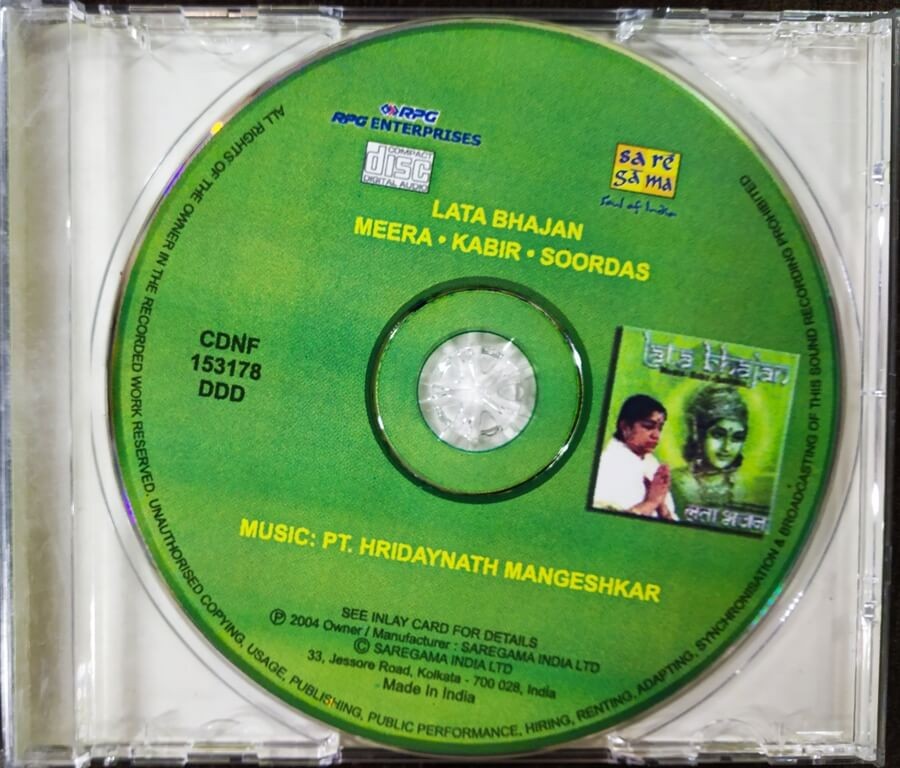 RPG
RPG ENTERPRISES
COMPACT
disc
DIGITAL AUDIO
sa re
ga ma
Soul of India
LATA BHAJAN
MEERA • KABIR • SOORDAS
CDNF
153178
DDD
lata bhajan
लता भजन
MUSIC: PT. HRIDAYNATH MANGESHKAR
SEE INLAY CARD FOR DETAILS
Ⓟ 2004 Owner / Manufacturer : SAREGAMA INDIA LTD
© SAREGAMA INDIA LTD
33, Jessore Road, Kolkata - 700 028, India
Made In India
ALL RIGHTS OF THE OWNER IN THE RECORDED WORK RESERVED. UNAUTHORISED COPYING, USAGE, PUBLISHING, PUBLIC PERFORMANCE, HIRING, RENTING, ADAPTING, SYNCHRONISATION & BROADCASTING OF THIS SOUND RECORDING PROHIBITED